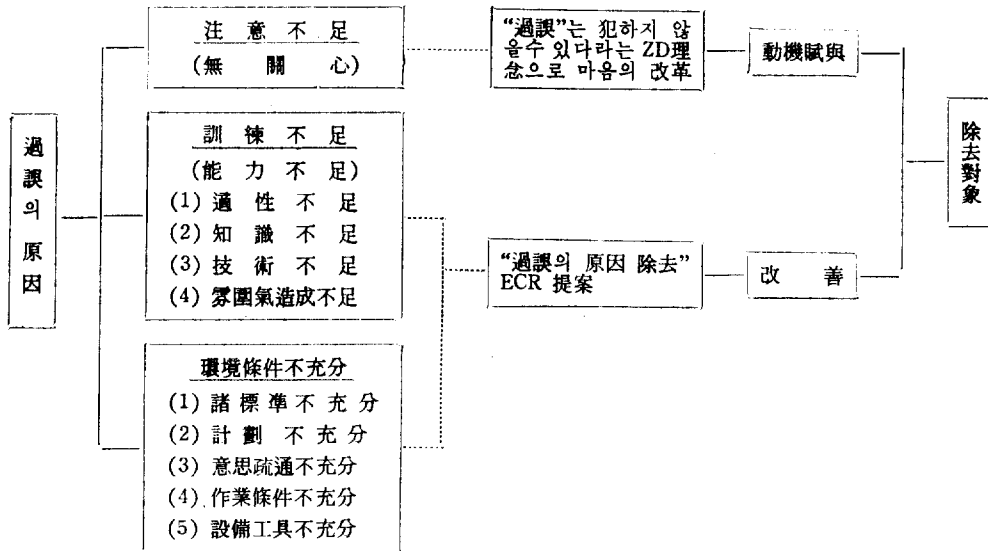 過誤의 原因
注意不足
(無關心)
訓練不足
(能力不足)
(1) 適性不足
(2) 知識不足
(3) 技術不足
(4) 雰圍氣造成不足
環境條件不充分
(1) 諸標準不充分
(2) 計劃不充分
(3) 意思疏通不充分
(4) 作業條件不充分
(5) 設備工具不充分
“過誤”는 犯하지 않
을수 있다라는 ZD理
念으로 마음의 改革
“過誤의 原因 除去”
ECR 提案
動機賦與
改善
除去對象